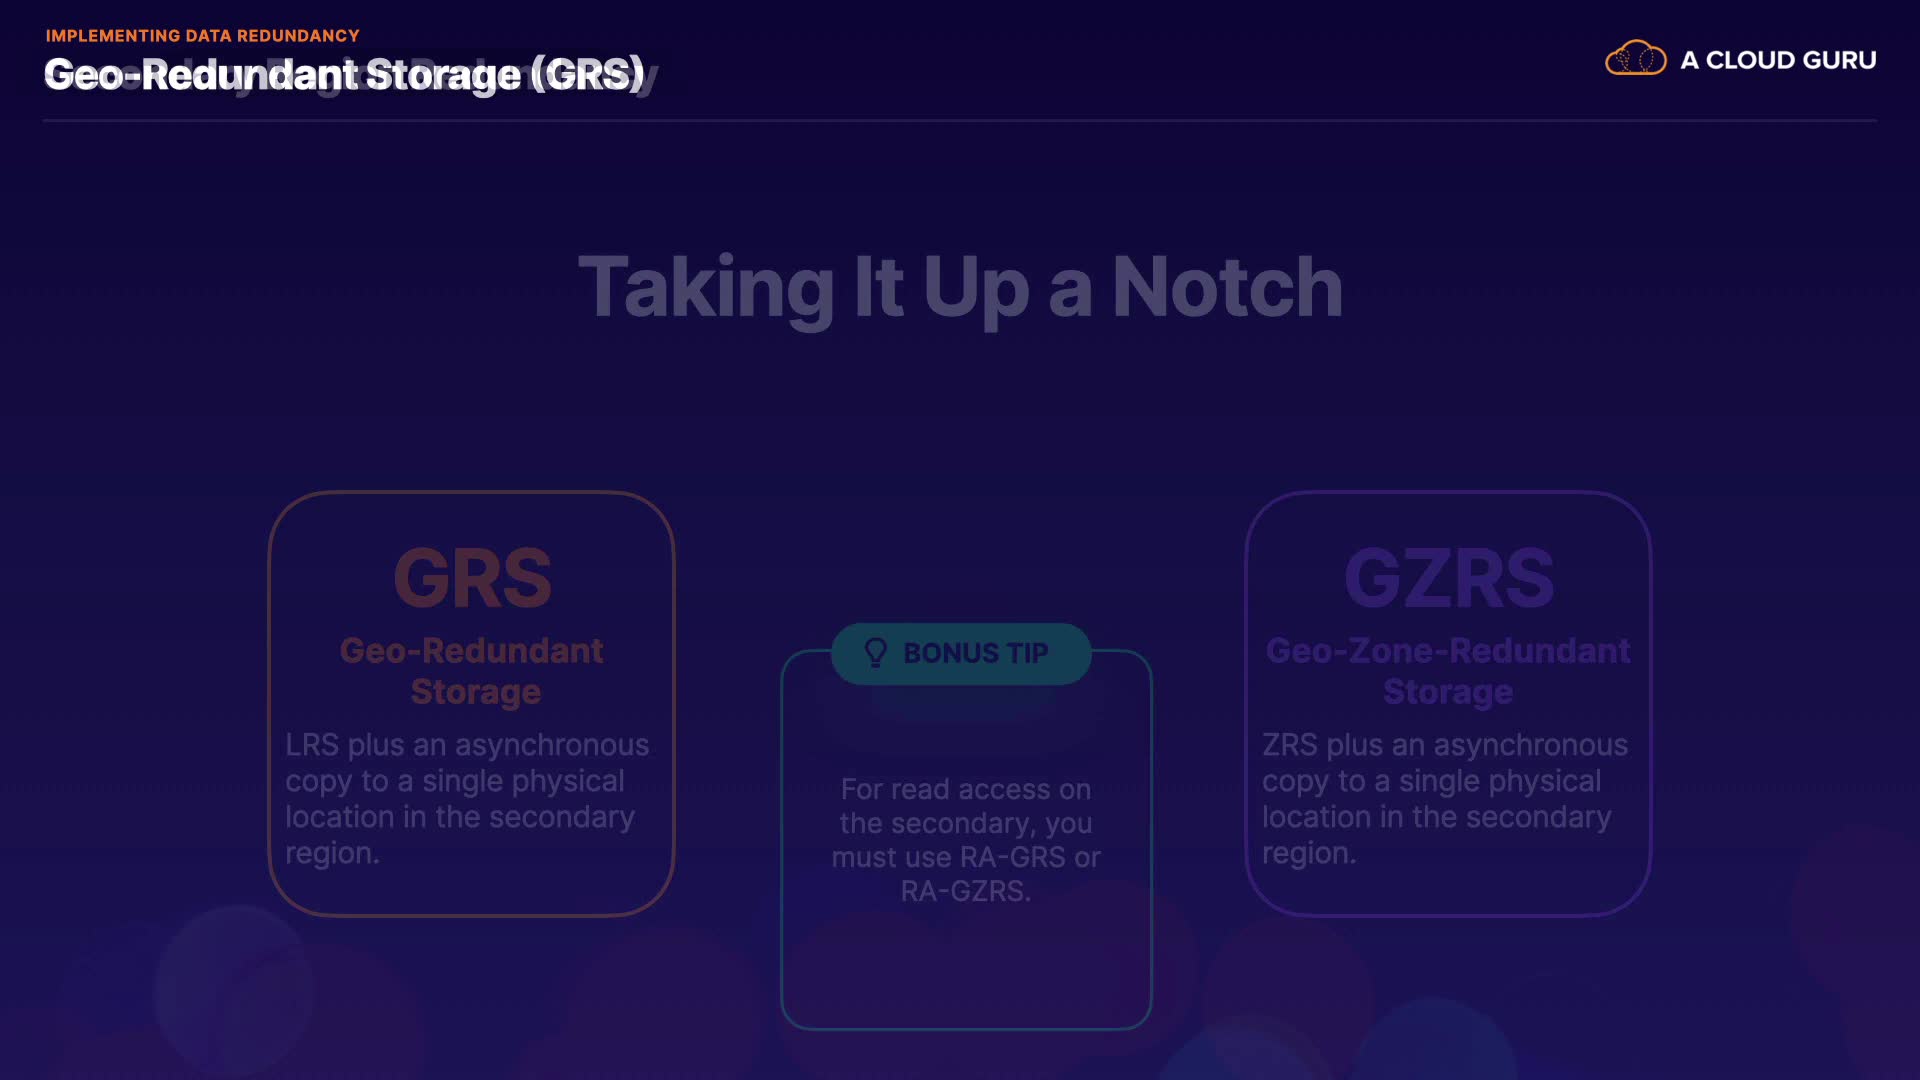 IMPLEMENTING DATA REDUNDANCY
Geo-Redundant Storage (GRS)
A CLOUD GURU
Taking It Up a Notch
GRS
Geo-Redundant
Storage
LRS plus an asynchronous
copy to a single physical
location in the secondary
region.
BONUS TIP
For read access on
the secondary, you
must use RA-GRS or
RA-GZRS.
GZRS
Geo-Zone-Redundant
Storage
ZRS plus an asynchronous
copy to a single physical
location in the secondary
region.